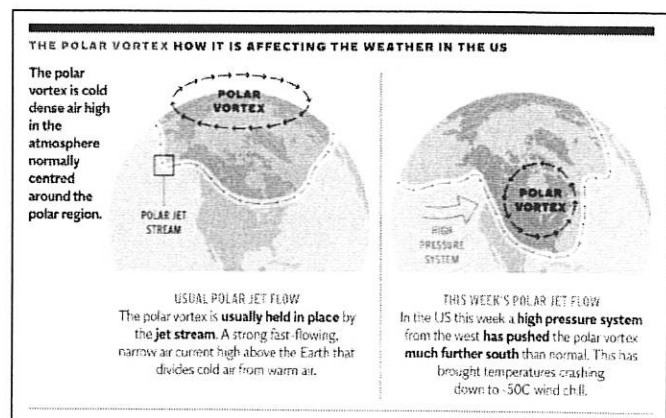 THE POLAR VORTEX HOW IT IS AFFECTING THE WEATHER IN THE US
The polar
vortex is cold
dense air high
in the
atmosphere
normally
centred
around the
polar region.
POLAR
VORTEX
POLAR JET
STREAM
USUAL POLAR JET FLOW
The polar vortex is usually held in place by
the jet stream. A strong fast-flowing,
narrow air current high above the Earth that
divides cold air from warm air.
POLAR
VORTEX
HIGH
PRESSURE
SYSTEM
THIS WEEK'S POLAR JET FLOW
In the US this week a high pressure system
from the west has pushed the polar vortex
much further south than normal. This has
brought temperatures crashing
down to -50C wind chill.